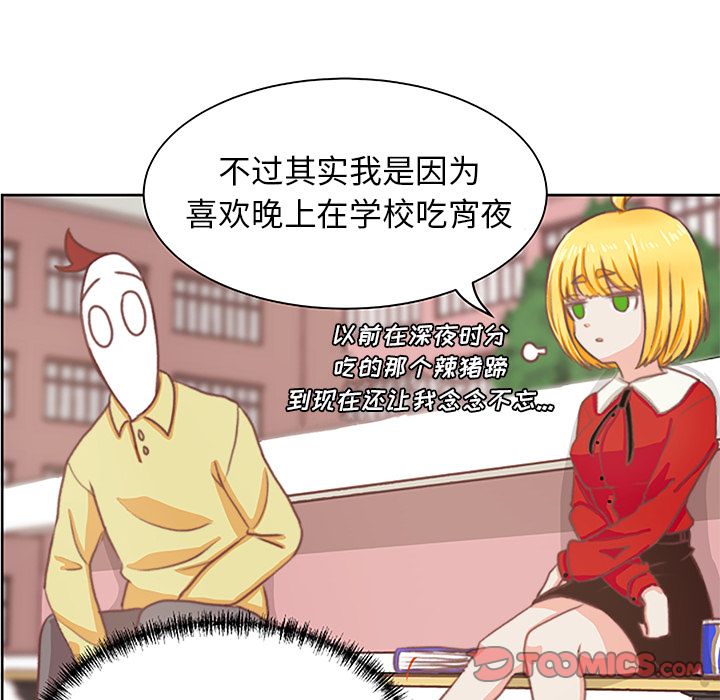 不过其实我是因为
喜欢晚上在学校吃宵夜
以前在深夜时分
吃的那个辣猪蹄
到现在还让我念念不忘...
TOOMICS.COM